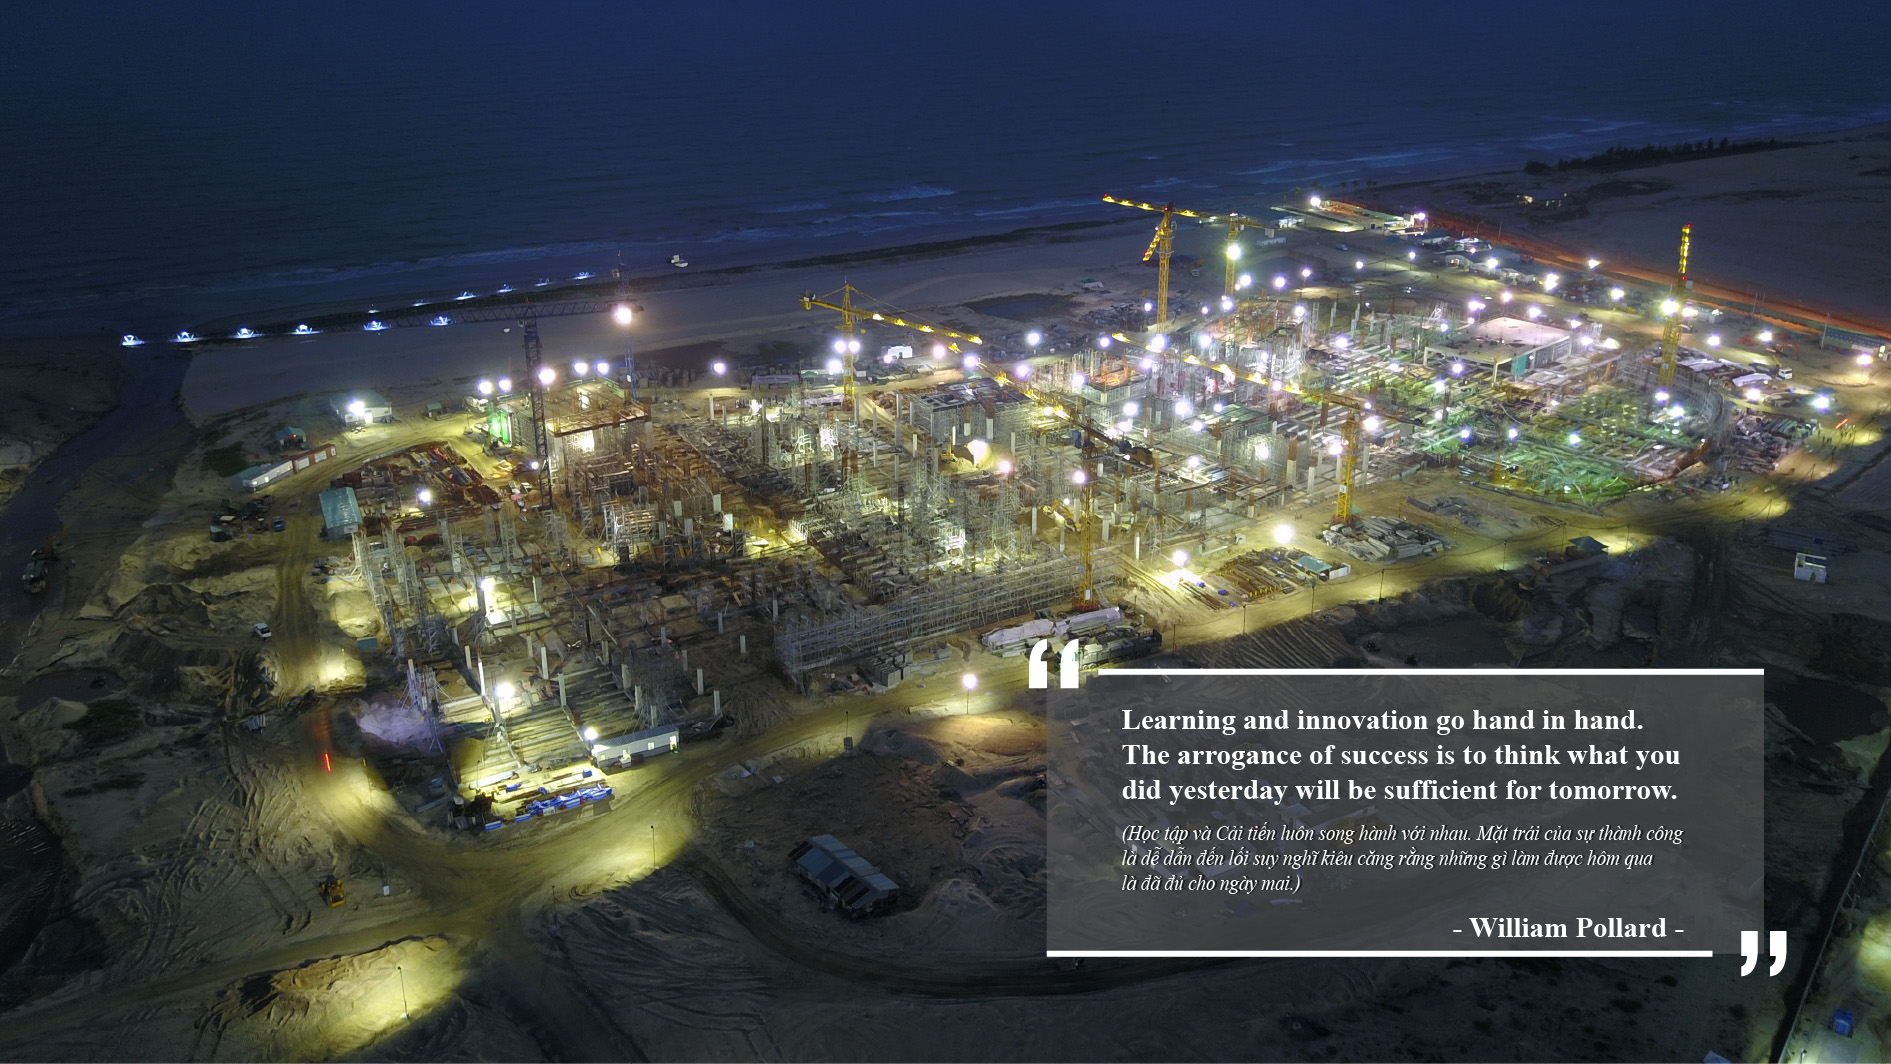 “
Learning and innovation go hand in hand.
The arrogance of success is to think what you
did yesterday will be sufficient for tomorrow.
(Học tập và Cải tiến luôn song hành với nhau. Mặt trái của sự thành công
là dễ dẫn đến lối suy nghĩ kiêu căng rằng những gì làm được hôm qua
là đã đủ cho ngày mai.)
- William Pollard -
”